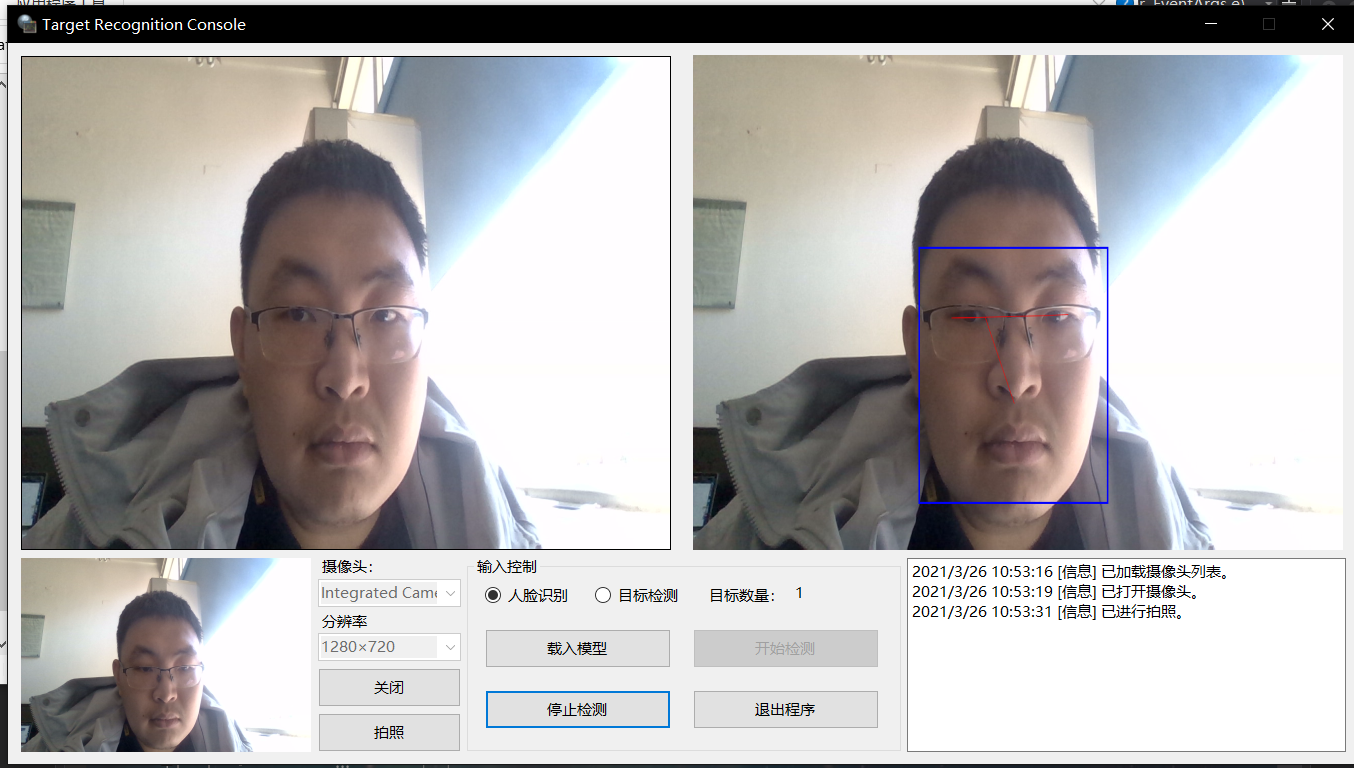 r, EventArgs e)
Target Recognition Console
摄像头：
Integrated Came
分辨率
1280×720
关闭
拍照
输入控制
人脸识别
目标检测
目标数量：
1
载入模型
开始检测
停止检测
退出程序
2021/3/26 10:53:16 [信息] 已加载摄像头列表。
2021/3/26 10:53:19 [信息] 已打开摄像头。
2021/3/26 10:53:31 [信息] 已进行拍照。